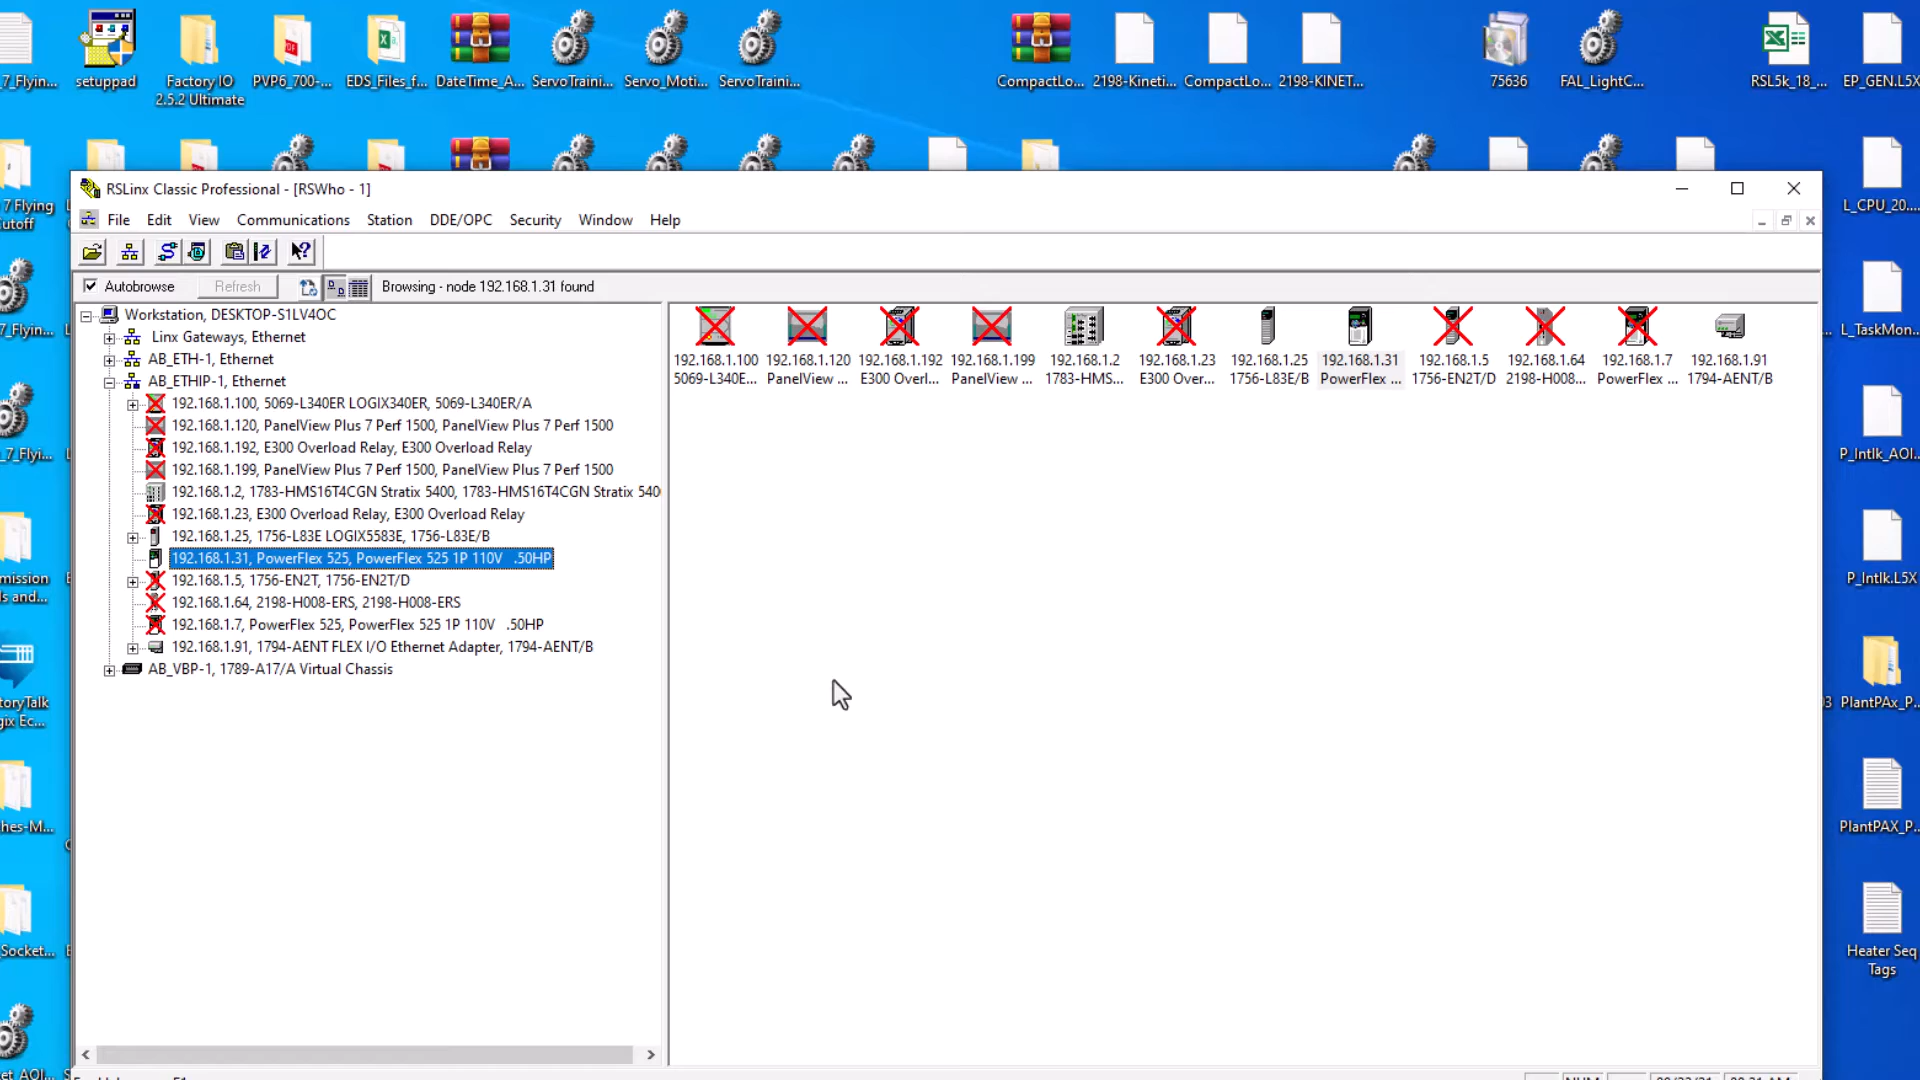 _7_Flyin...
setuppad
Factory IO
2.5.2 Ultimate
PVP6_700-...
EDS_Files_f...
DateTime_A...
ServoTraini...
Servo_Moti...
ServoTraini...
CompactLo...
2198-Kineti...
CompactLo...
2198-KINET...
75636
FAL_LightC...
RSL5k_18_...
EP_GEN.L5X
RSLinx Classic Professional - [RSWho - 1]
File Edit View Communications Station DDE/OPC Security Window Help
Autobrowse Refresh Browsing - node 192.168.1.31 found
Workstation, DESKTOP-S1LV4OC
Linx Gateways, Ethernet
AB_ETH-1, Ethernet
AB_ETHIP-1, Ethernet
192.168.1.100, 5069-L340ER LOGIX340ER, 5069-L340ER/A
192.168.1.120, PanelView Plus 7 Perf 1500, PanelView Plus 7 Perf 1500
192.168.1.192, E300 Overload Relay, E300 Overload Relay
192.168.1.199, PanelView Plus 7 Perf 1500, PanelView Plus 7 Perf 1500
192.168.1.2, 1783-HMS16T4CGN Stratix 5400, 1783-HMS16T4CGN Stratix 540
192.168.1.23, E300 Overload Relay, E300 Overload Relay
192.168.1.25, 1756-L83E LOGIX5583E, 1756-L83E/B
192.168.1.31, PowerFlex 525, PowerFlex 525 1P 110V .50HP
192.168.1.5, 1756-EN2T, 1756-EN2T/D
192.168.1.64, 2198-H008-ERS, 2198-H008-ERS
192.168.1.7, PowerFlex 525, PowerFlex 525 1P 110V .50HP
192.168.1.91, 1794-AENT FLEX I/O Ethernet Adapter, 1794-AENT/B
AB_VBP-1, 1789-A17/A Virtual Chassis
192.168.1.100
5069-L340E...
192.168.1.120
PanelView ...
192.168.1.192
E300 Overl...
192.168.1.199
PanelView ...
192.168.1.2
1783-HMS...
192.168.1.23
E300 Over...
192.168.1.25
1756-L83E/B
192.168.1.31
PowerFlex ...
192.168.1.5
1756-EN2T/D
192.168.1.64
2198-H008...
192.168.1.7
PowerFlex ...
192.168.1.91
1794-AENT/B
7 Flying
7_Flyin...
7_Flyi...
L_CPU_20....
L_TaskMon...
P_Intlk_AOI...
P_Intlk.L5X
PlantPAx_P...
PlantPAX_P...
Heater Seq
Tags
NUM